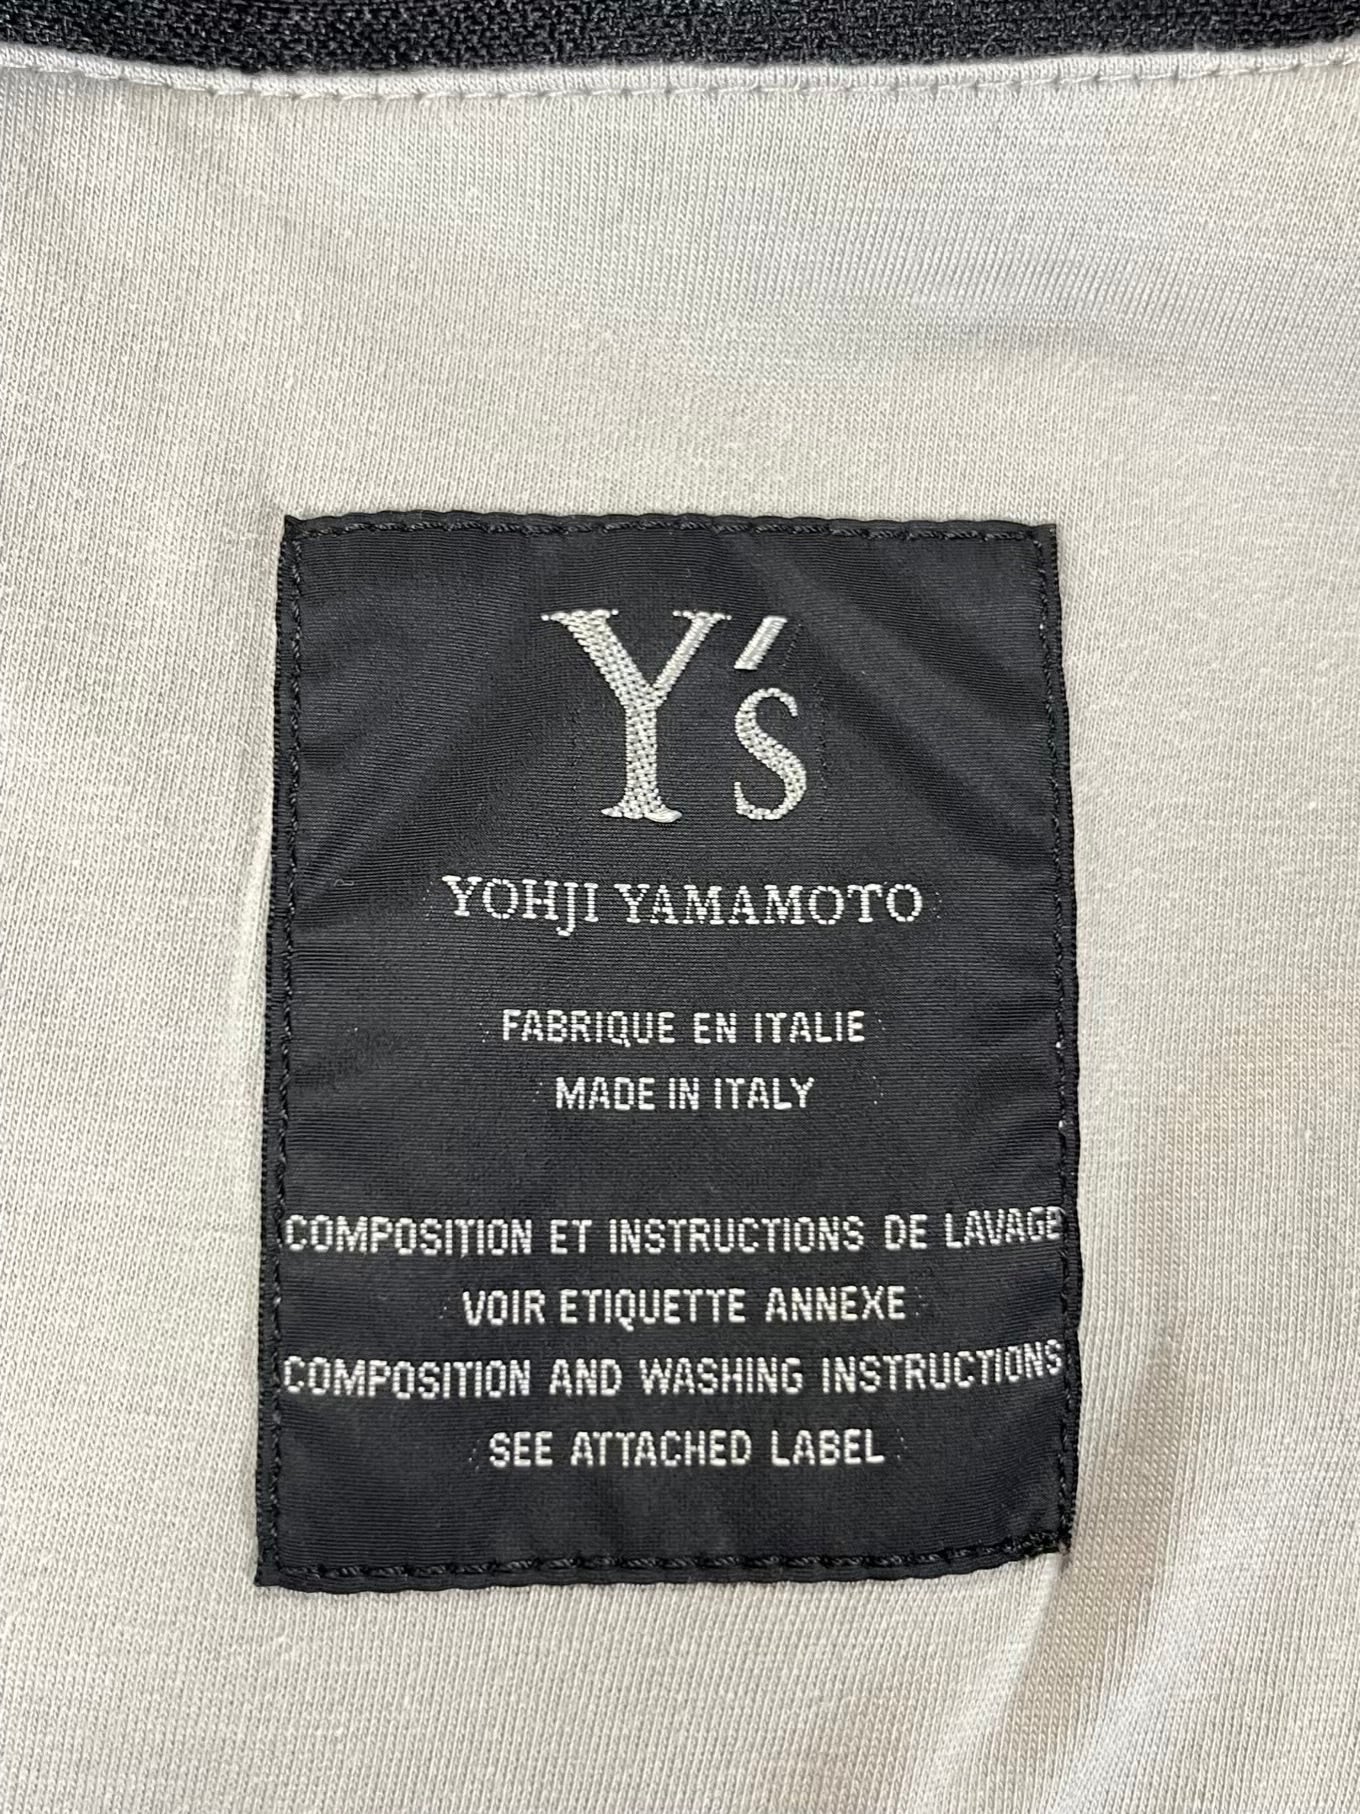 Y's
YOHJI YAMAMOTO
FABRIQUE EN ITALIE
MADE IN ITALY
COMPOSITION ET INSTRUCTIONS DE LAVAGE
VOIR ETIQUETTE ANNEXE
COMPOSITION AND WASHING INSTRUCTIONS
SEE ATTACHED LABEL